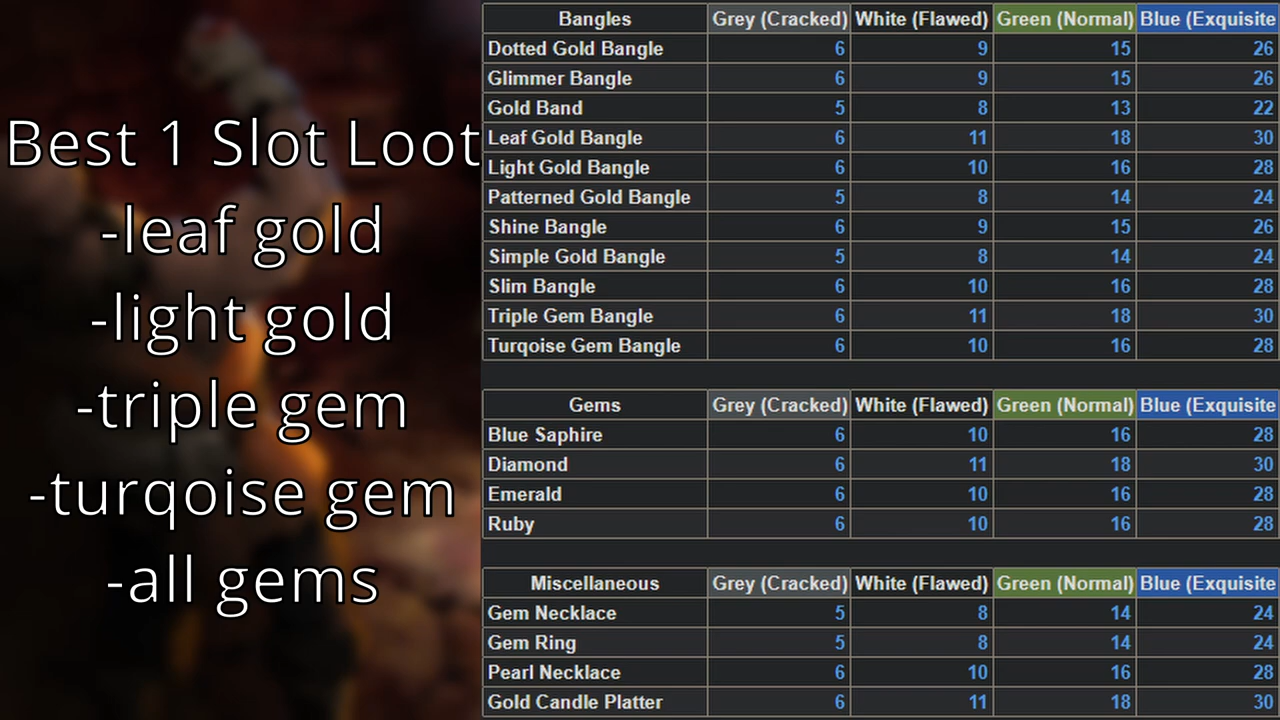 Best 1 Slot Loot
-leaf gold
-light gold
-triple gem
-turqoise gem
-all gems
Bangles Grey (Cracked) White (Flawed) Green (Normal) Blue (Exquisite
Dotted Gold Bangle 6 9 15 26
Glimmer Bangle 6 9 15 26
Gold Band 5 8 13 22
Leaf Gold Bangle 6 11 18 30
Light Gold Bangle 6 10 16 28
Patterned Gold Bangle 5 8 14 24
Shine Bangle 6 9 15 26
Simple Gold Bangle 5 8 14 24
Slim Bangle 6 10 16 28
Triple Gem Bangle 6 11 18 30
Turqoise Gem Bangle 6 10 16 28
Gems Grey (Cracked) White (Flawed) Green (Normal) Blue (Exquisite
Blue Saphire 6 10 16 28
Diamond 6 11 18 30
Emerald 6 10 16 28
Ruby 6 10 16 28
Miscellaneous Grey (Cracked) White (Flawed) Green (Normal) Blue (Exquisite
Gem Necklace 5 8 14 24
Gem Ring 5 8 14 24
Pearl Necklace 6 10 16 28
Gold Candle Platter 6 11 18 30